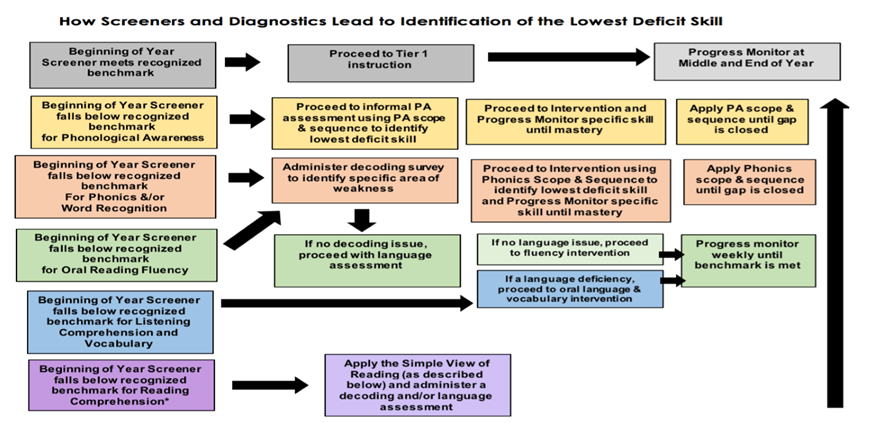 How Screeners and Diagnostics Lead to Identification of the Lowest Deficit Skill
Beginning of Year
Screener meets recognized
benchmark
Proceed to Tier 1
instruction
Progress Monitor at
Middle and End of Year
Beginning of Year Screener
falls below recognized
benchmark
for Phonological Awareness
Proceed to informal PA
assessment using PA scope
& sequence to identify
lowest deficit skill
Proceed to Intervention and
Progress Monitor specific skill
until mastery
Apply PA scope &
sequence until gap
is closed
Beginning of Year Screener
falls below recognized
benchmark
For Phonics &/or
Word Recognition
Administer decoding survey
to identify specific area of
weakness
Proceed to Intervention using
Phonics Scope & Sequence to
identify lowest deficit skill
and Progress Monitor specific
skill until mastery
Apply Phonics
scope & sequence
until gap is closed
Beginning of Year Screener
falls below recognized
benchmark
for Oral Reading Fluency
If no decoding issue,
proceed with language
assessment
If no language issue, proceed
to fluency intervention
Progress monitor
weekly until
benchmark is met
If a language deficiency,
proceed to oral language &
vocabulary intervention
Beginning of Year Screener
falls below recognized
benchmark for Listening
Comprehension and
Vocabulary
Beginning of Year Screener
falls below recognized
benchmark for Reading
Comprehension*
Apply the Simple View of
Reading (as described
below) and administer a
decoding and/or language
assessment